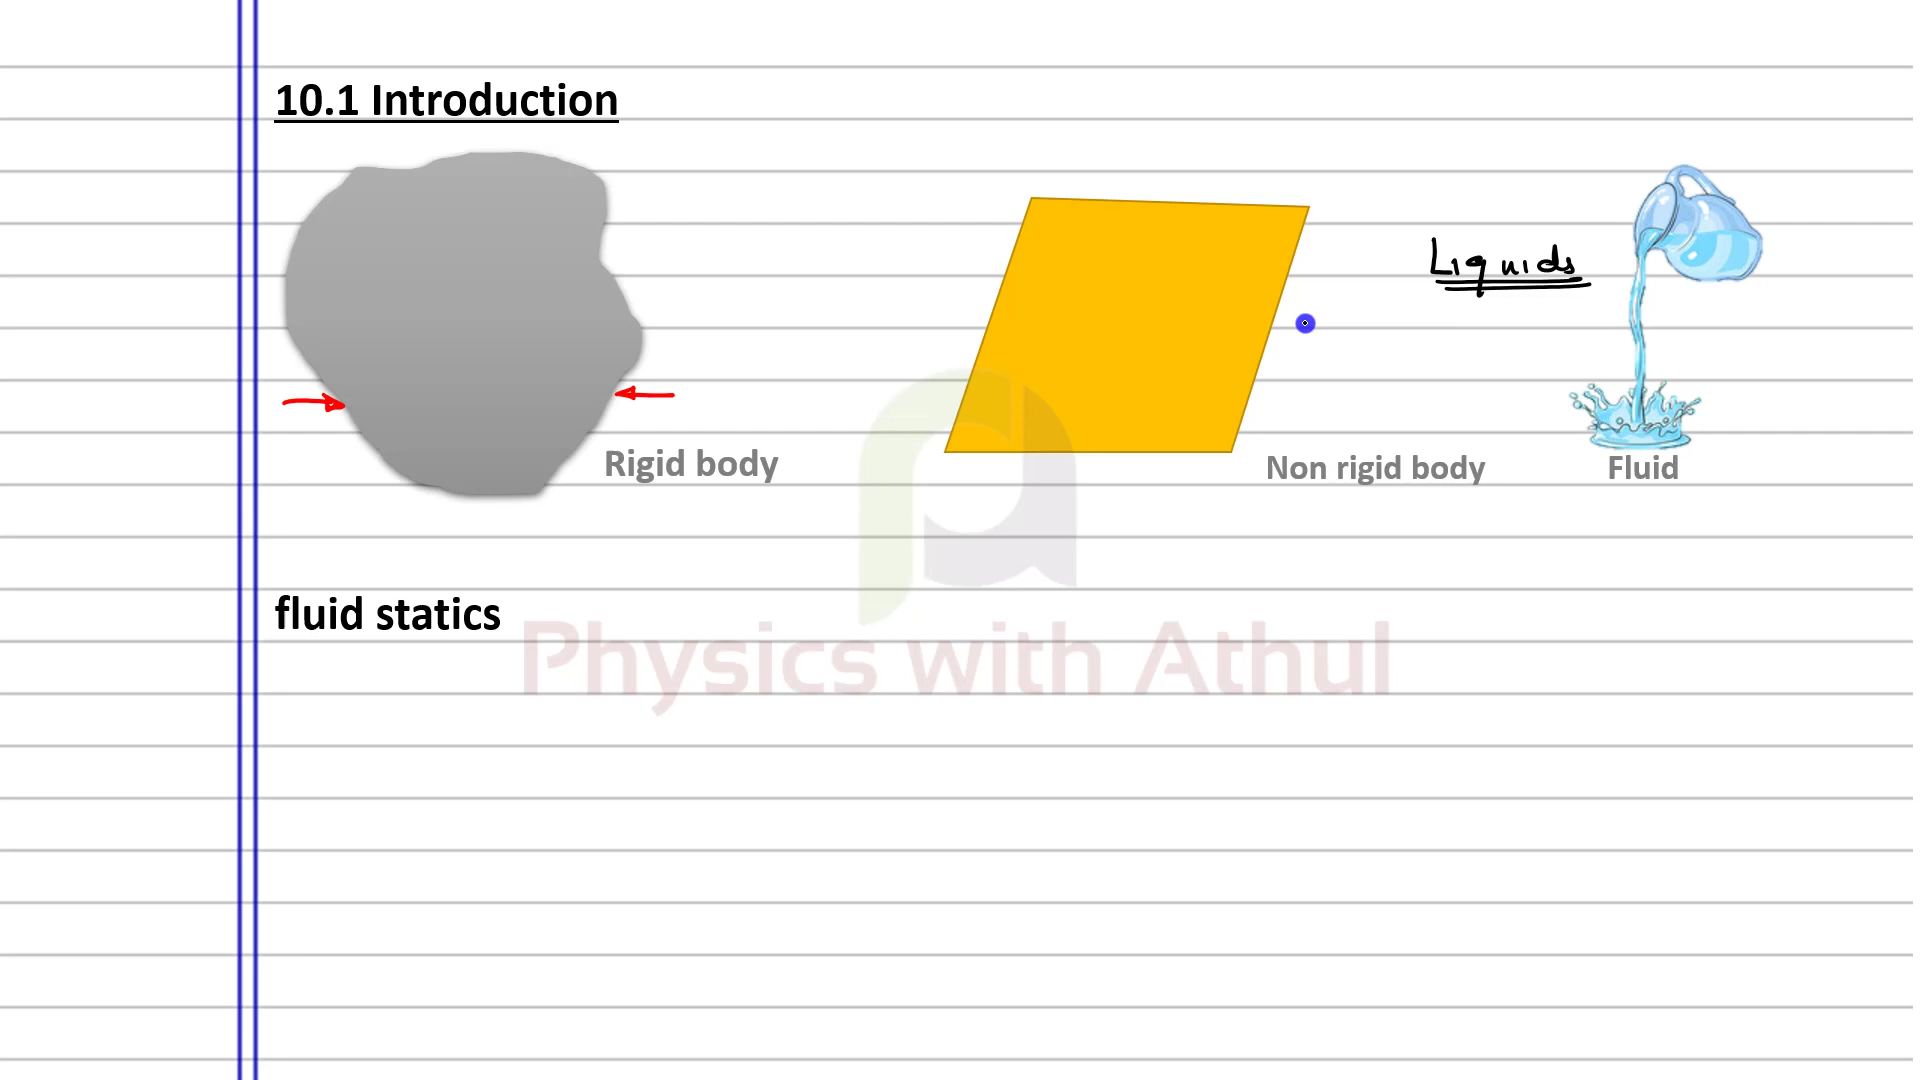 10.1 Introduction
Liquids
Rigid body
Non rigid body
Fluid
fluid statics
Physics with Athul